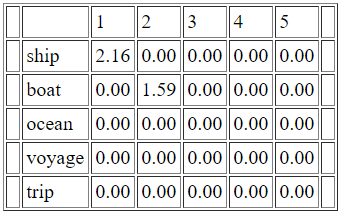 1 2 3 4 5
ship 2.16 0.00 0.00 0.00 0.00
boat 0.00 1.59 0.00 0.00 0.00
ocean 0.00 0.00 0.00 0.00 0.00
voyage 0.00 0.00 0.00 0.00 0.00
trip 0.00 0.00 0.00 0.00 0.00